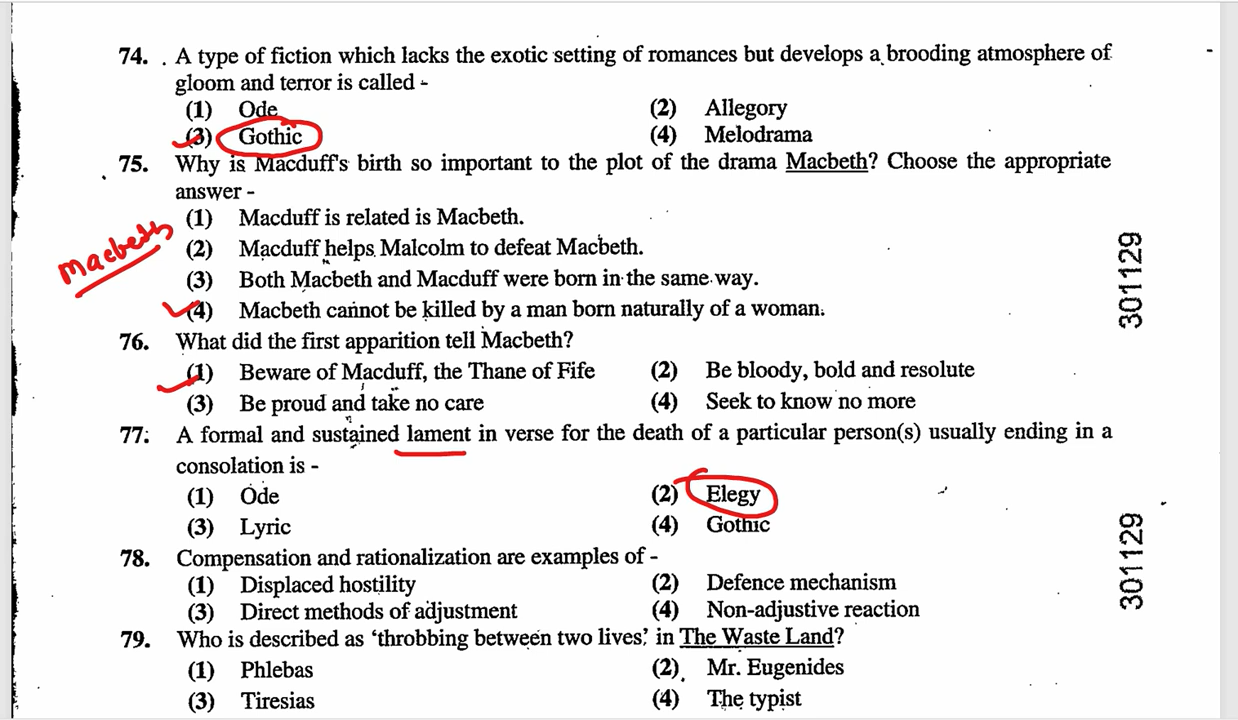 74. A type of fiction which lacks the exotic setting of romances but develops a brooding atmosphere of
gloom and terror is called -
(1) Ode (2) Allegory
(3) Gothic (4) Melodrama
75. Why is Macduff's birth so important to the plot of the drama Macbeth? Choose the appropriate
answer -
(1) Macduff is related is Macbeth.
(2) Macduff helps Malcolm to defeat Macbeth.
(3) Both Macbeth and Macduff were born in the same way.
(4) Macbeth cannot be killed by a man born naturally of a woman.
Macbeth
76. What did the first apparition tell Macbeth?
(1) Beware of Macduff, the Thane of Fife (2) Be bloody, bold and resolute
(3) Be proud and take no care (4) Seek to know no more
77. A formal and sustained lament in verse for the death of a particular person(s) usually ending in a
consolation is -
(1) Ode (2) Elegy
(3) Lyric (4) Gothic
78. Compensation and rationalization are examples of -
(1) Displaced hostility (2) Defence mechanism
(3) Direct methods of adjustment (4) Non-adjustive reaction
79. Who is described as 'throbbing between two lives' in The Waste Land?
(1) Phlebas (2) Mr. Eugenides
(3) Tiresias (4) The typist
301129
301129